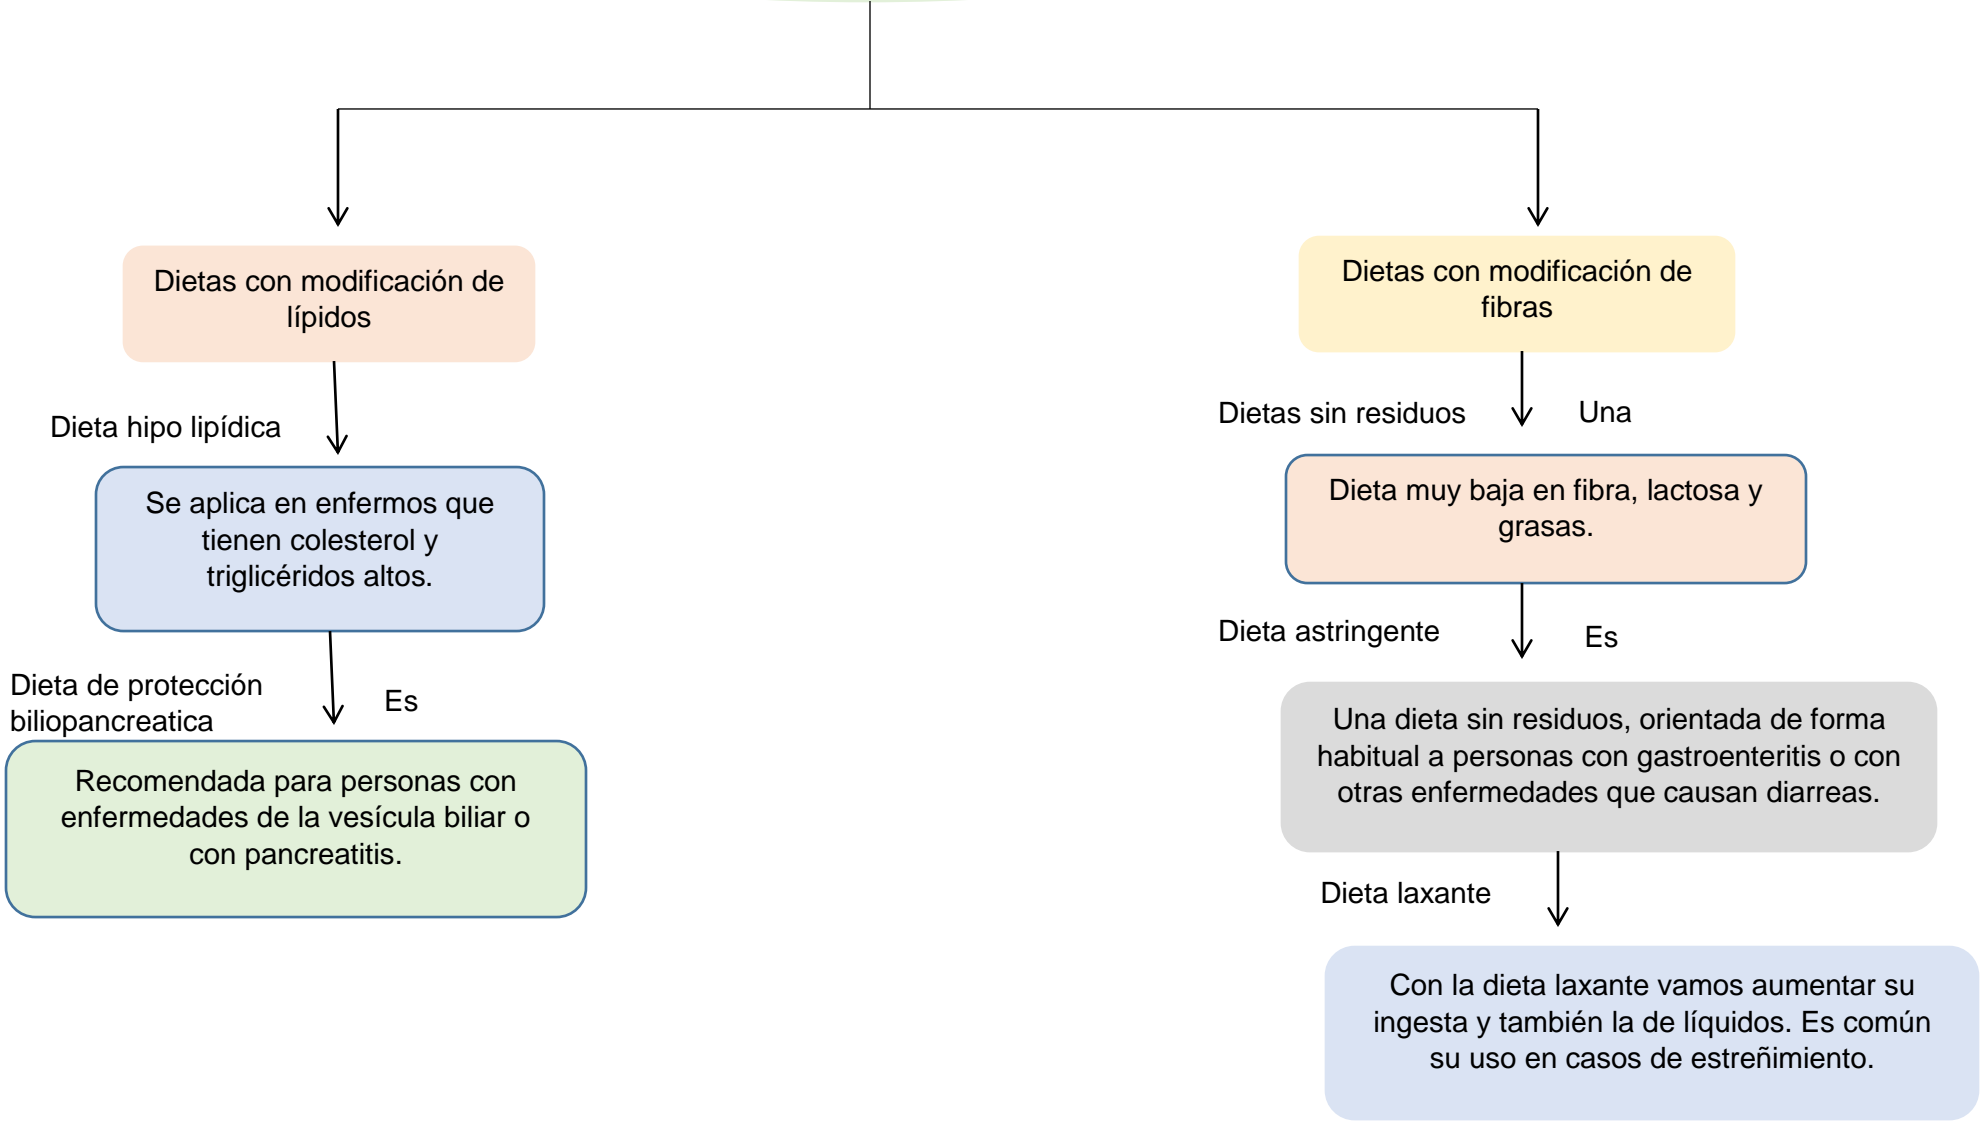 Dietas con modificación de
lípidos
Dieta hipo lipídica
Se aplica en enfermos que
tienen colesterol y
triglicéridos altos.
Dieta de protección
biliopancreatica
Es
Recomendada para personas con
enfermedades de la vesícula biliar o
con pancreatitis.
Dietas con modificación de
fibras
Dietas sin residuos
Una
Dieta muy baja en fibra, lactosa y
grasas.
Dieta astringente
Es
Una dieta sin residuos, orientada de forma
habitual a personas con gastroenteritis o con
otras enfermedades que causan diarreas.
Dieta laxante
Con la dieta laxante vamos aumentar su
ingesta y también la de líquidos. Es común
su uso en casos de estreñimiento.